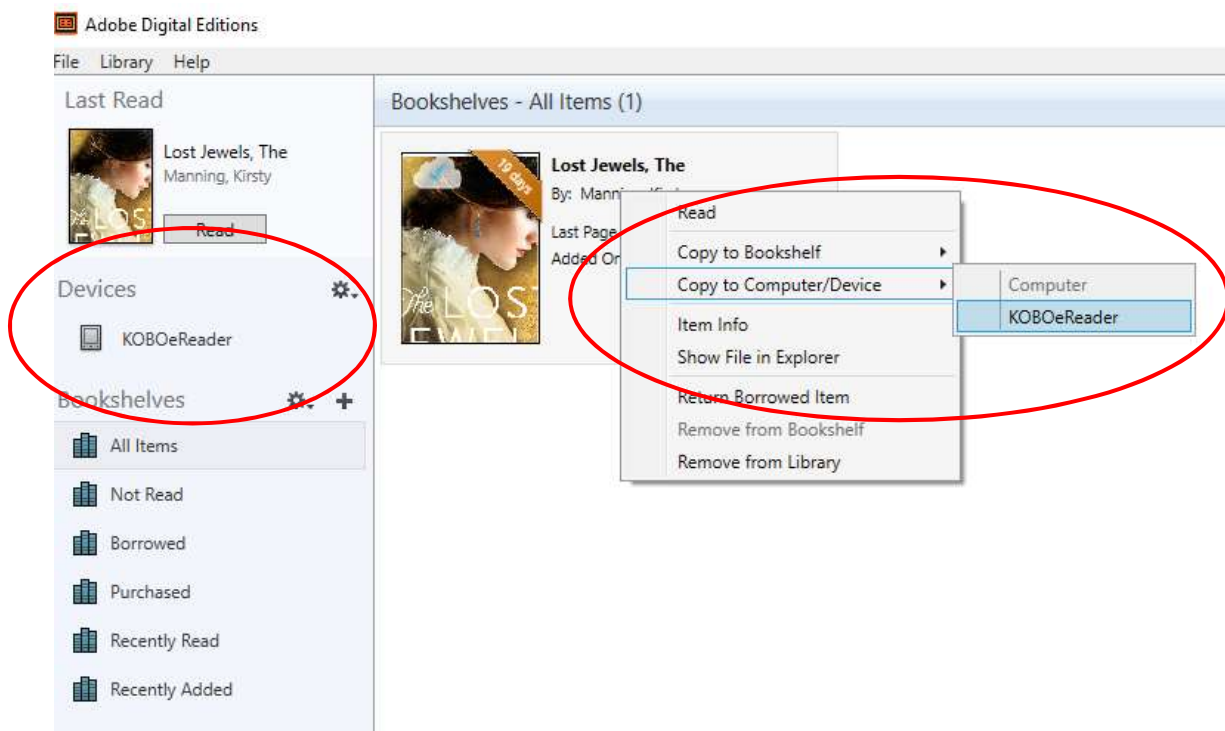 Adobe Digital Editions
File Library Help
Last Read
Lost Jewels, The
Manning, Kirsty
Read
Devices
KOBOeReader
Bookshelves
All Items
Not Read
Borrowed
Purchased
Recently Read
Recently Added
Bookshelves - All Items (1)
19 days
The LOST
Lost Jewels, The
By:
Last Page
Added
Read
Copy to Bookshelf
Copy to Computer/Device
Item Info
Show File in Explorer
Return Borrowed Item
Remove from Bookshelf
Remove from Library
Computer
KOBOeReader